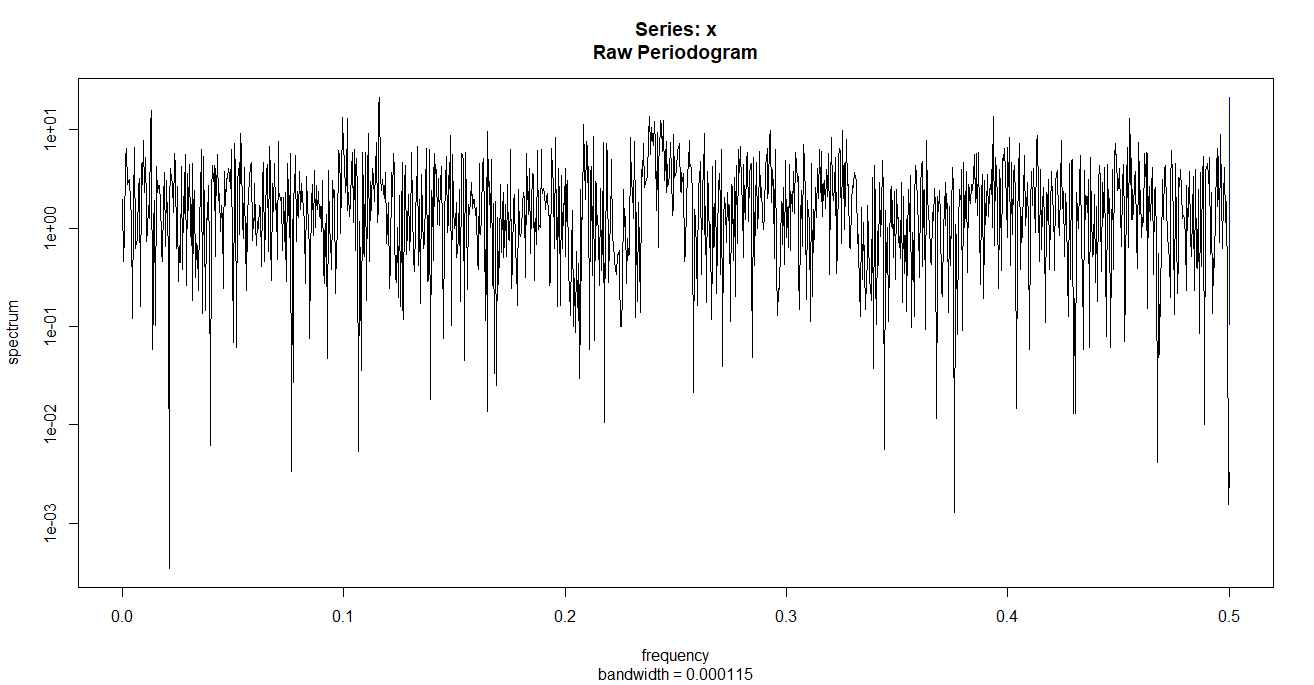 Series: x
Raw Periodogram
spectrum
1e+01
1e+00
1e-01
1e-02
1e-03
0.0 0.1 0.2 0.3 0.4 0.5
frequency
bandwidth = 0.000115